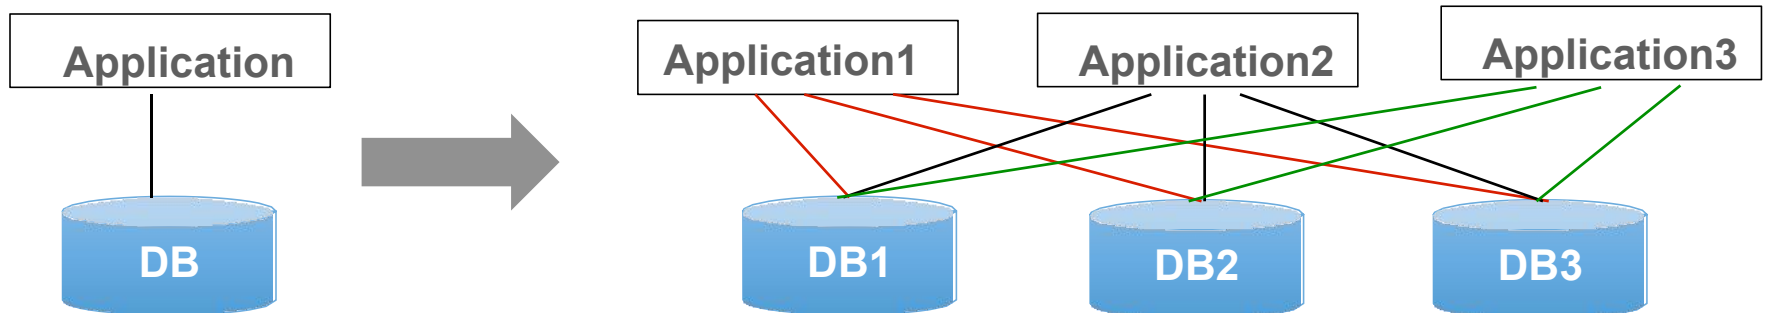 Application
Application1
Application2
Application3
DB
DB1
DB2
DB3